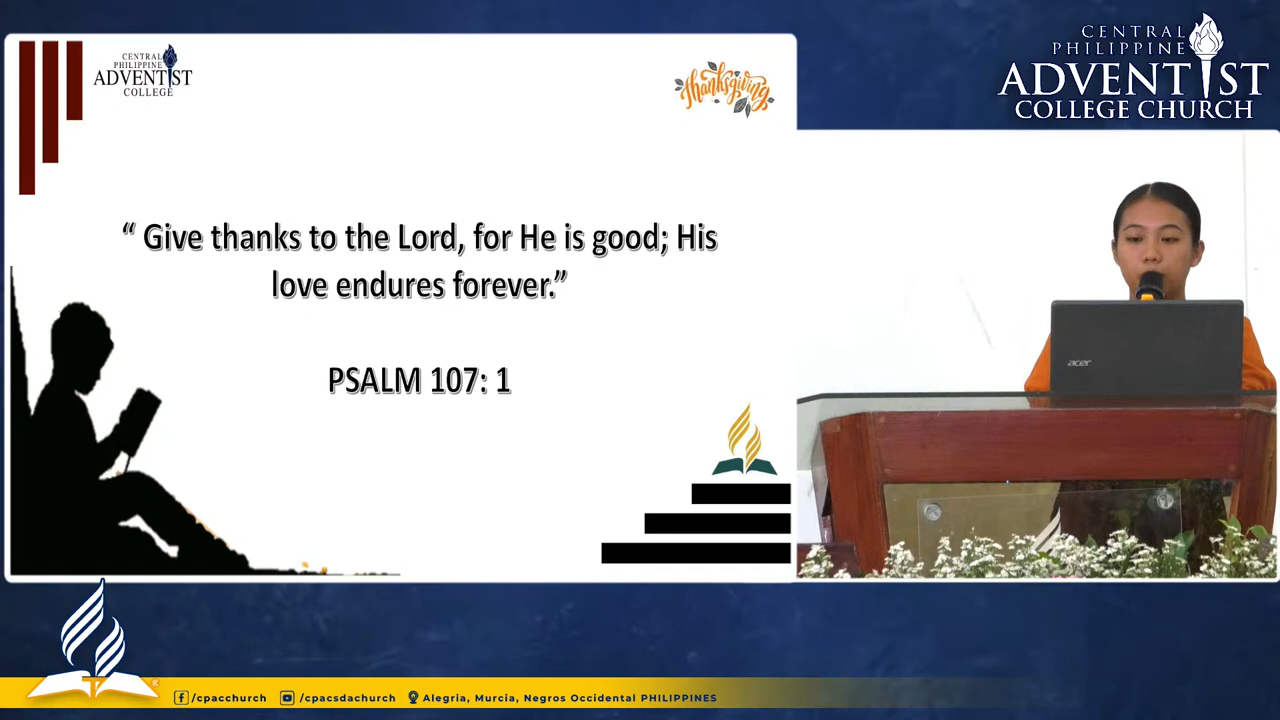 CENTRAL
PHILIPPINE
ADVENTIST
COLLEGE
Thanksgiving
“ Give thanks to the Lord, for He is good; His
love endures forever.”
PSALM 107: 1
CENTRAL
PHILIPPINE
ADVENTIST
COLLEGE CHURCH
acer
/cpacchurch
/cpacsdachurch
Alegria, Murcia, Negros Occidental PHILIPPINES